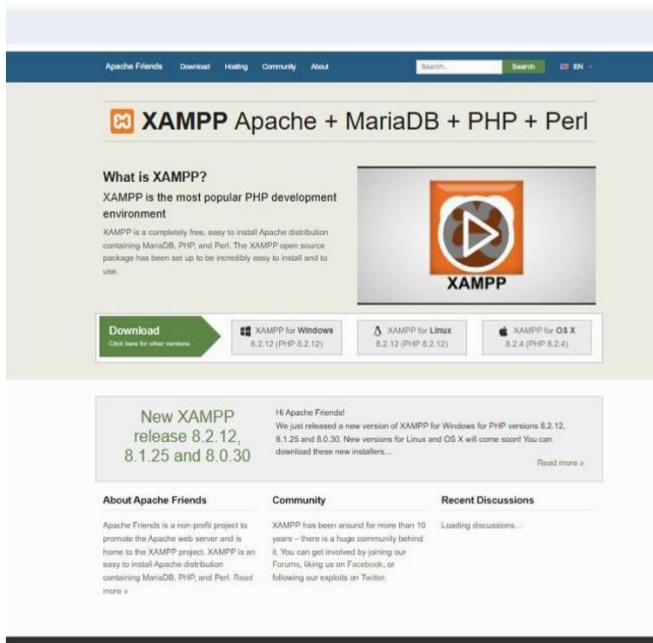 Apache Friends Download Hosting Community About Search... Search EN
XAMPP Apache + MariaDB + PHP + Perl
What is XAMPP?
XAMPP is the most popular PHP development
environment
XAMPP is a completely free, easy to install Apache distribution
containing MariaDB, PHP, and Perl. The XAMPP open source
package has been set up to be incredibly easy to install and to
use.
XAMPP
Download
Click here for other versions
XAMPP for Windows
8.2.12 (PHP 8.2.12)
XAMPP for Linux
8.2.12 (PHP 8.2.12)
XAMPP for OS X
8.2.4 (PHP 8.2.4)
New XAMPP
release 8.2.12,
8.1.25 and 8.0.30
Hi Apache Friends!
We just released a new version of XAMPP for Windows for PHP versions 8.2.12,
8.1.25 and 8.0.30. New versions for Linux and OS X will come soon! You can
download these new installers...
Read more »
About Apache Friends
Apache Friends is a non-profit project to
promote the Apache web server and is
home to the XAMPP project. XAMPP is an
easy to install Apache distribution
containing MariaDB, PHP, and Perl. Read
more »
Community
XAMPP has been around for more than 10
years – there is a huge community behind
it. You can get involved by joining our
Forums, liking us on Facebook, or
following our exploits on Twitter.
Recent Discussions
Loading discussions...